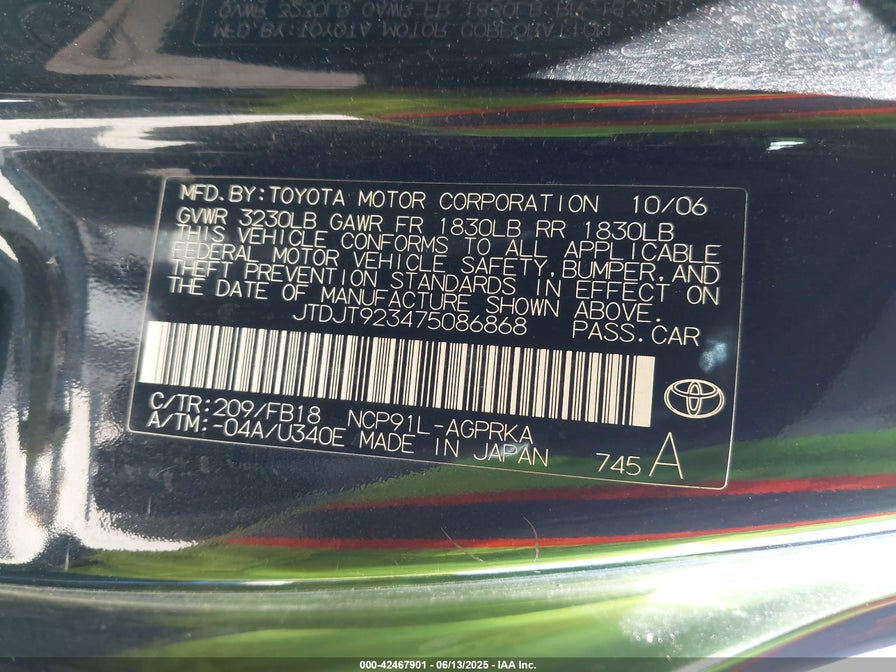 MFD.BY:TOYOTA MOTOR CORPORATION 10/06
GVWR 3230LB GAWR FR 1830LB RR 1830LB
THIS VEHICLE CONFORMS TO ALL APPLICABLE
FEDERAL MOTOR VEHICLE SAFETY,BUMPER,AND
THEFT PREVENTION STANDARDS IN EFFECT ON
THE DATE OF MANUFACTURE SHOWN ABOVE.
JTDJT923475086868 PASS.CAR
C/TR:209/FB18 NCP91L-AGPRKA
A/TM:-04A/U340E MADE IN JAPAN 745 A
000-42467901 - 06/13/2025 - IAA Inc.